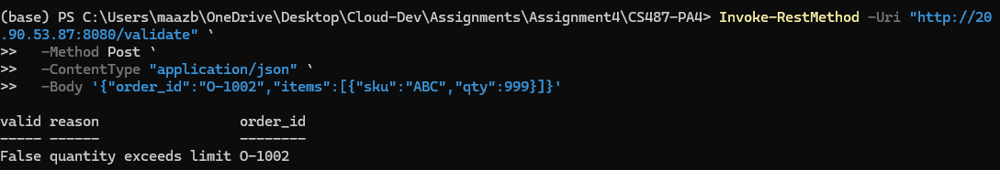 (base) PS C:\Users\maazb\OneDrive\Desktop\Cloud-Dev\Assignments\Assignment4\CS487-PA4> Invoke-RestMethod -Uri "http://20
.90.53.87:8080/validate" `
>>   -Method Post `
>>   -ContentType "application/json" `
>>   -Body '{"order_id":"O-1002","items":[{"sku":"ABC","qty":999}]}'
valid reason                 order_id
----- ------                 --------
False quantity exceeds limit O-1002